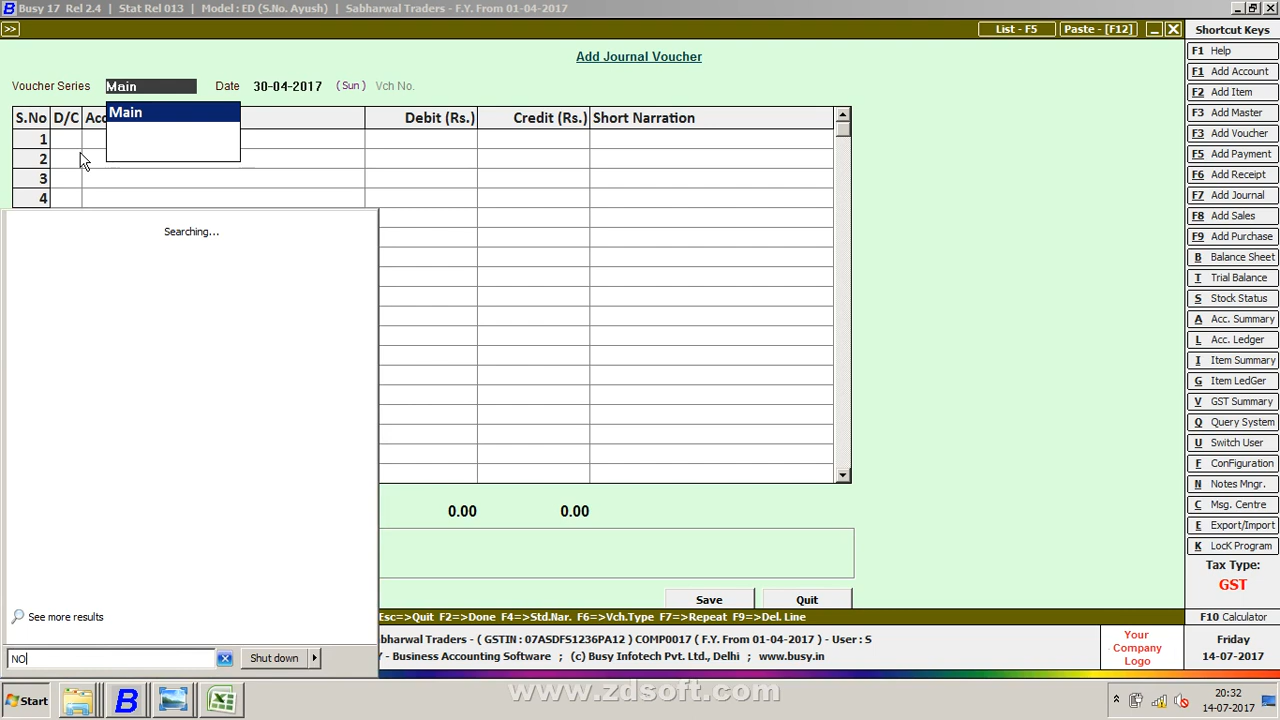 Busy 17 Rel 2.4 | Stat Rel 013 | Model : ED (S.No. Ayush) | Sabharwal Traders - F.Y. From 01-04-2017
>> List - F5 Paste - [F12]
Add Journal Voucher
Voucher Series Main Date 30-04-2017 (Sun) Vch No.
Main
S.No D/C Acc Debit (Rs.) Credit (Rs.) Short Narration
1
2
3
4
Searching...
See more results
NO
Shut down
0.00 0.00
Save Quit
Esc=>Quit F2=>Done F4=>Std.Nar. F6=>Vch.Type F7=>Repeat F9=>Del. Line
abharwal Traders - ( GSTIN : 07ASDFS1236PA12 ) COMP0017 ( F.Y. From 01-04-2017 ) - User : S
Y - Business Accounting Software ; (c) Busy Infotech Pvt. Ltd., Delhi ; www.busy.in
Your
Company
Logo
Shortcut Keys
F1 Help
F1 Add Account
F2 Add Item
F3 Add Master
F3 Add Voucher
F5 Add Payment
F6 Add Receipt
F7 Add Journal
F8 Add Sales
F9 Add Purchase
B Balance Sheet
T Trial Balance
S Stock Status
A Acc. Summary
L Acc. Ledger
I Item Summary
G Item LedGer
V GST Summary
Q Query System
U Switch User
F ConFiguration
N Notes Mngr.
C Msg. Centre
E Export/Import
K LocK Program
Tax Type:
GST
F10 Calculator
Friday
14-07-2017
Start
www.zdsoft.com
20:32
14-07-2017